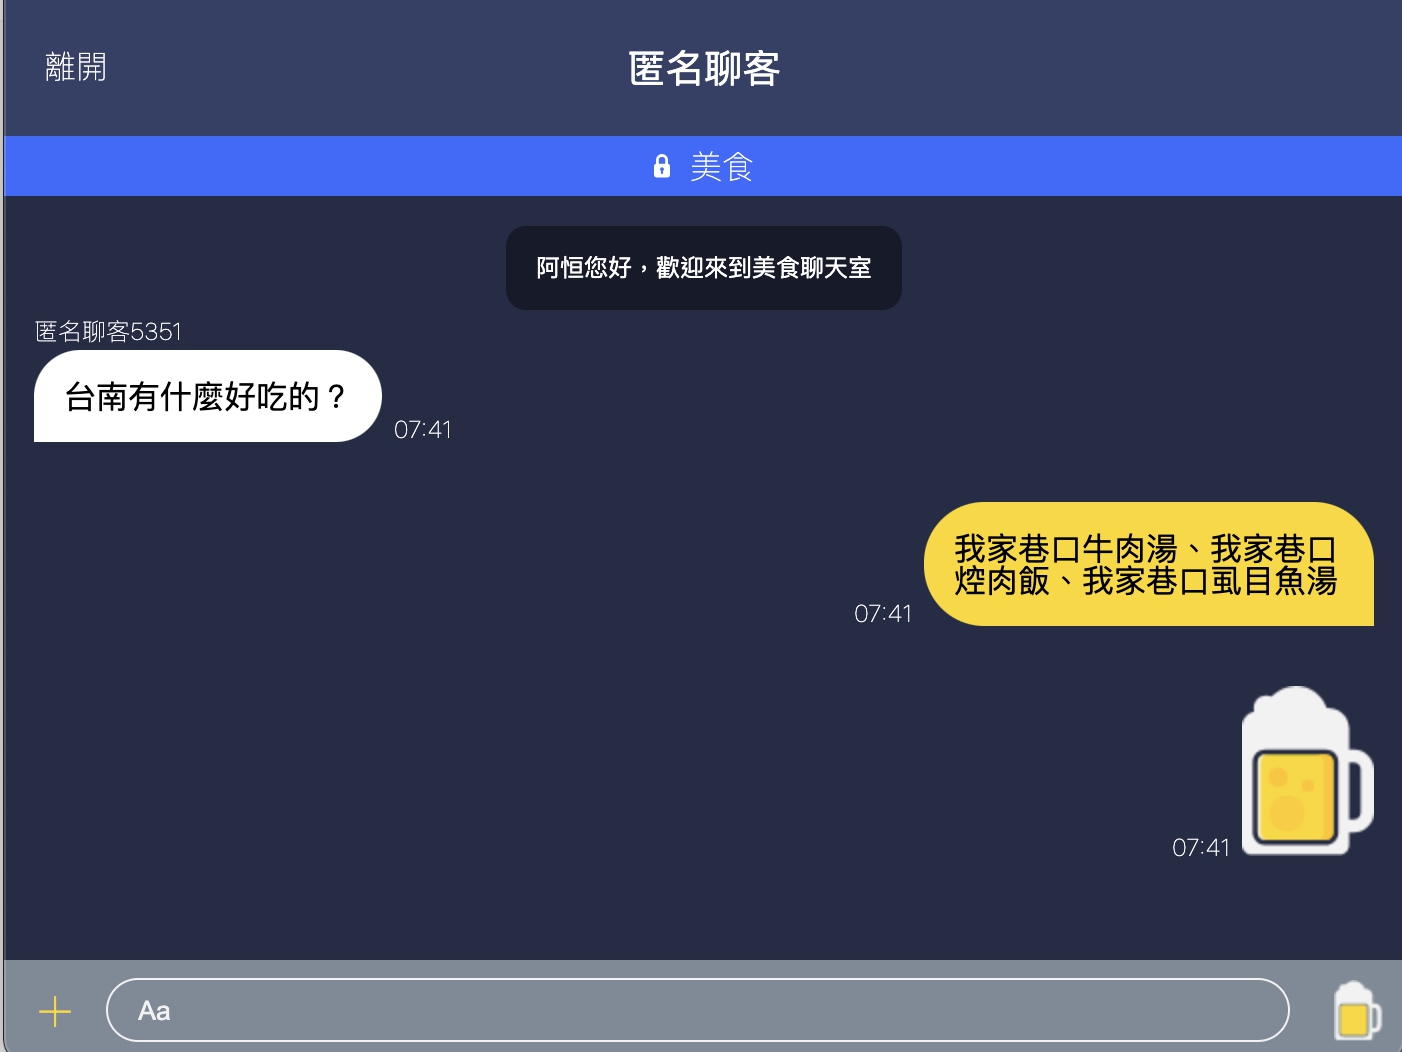 離開
匿名聊客
美食
阿恒您好，歡迎來到美食聊天室
匿名聊客5351
台南有什麼好吃的？
07:41
我家巷口牛肉湯、我家巷口
焢肉飯、我家巷口虱目魚湯
07:41
07:41
Aa